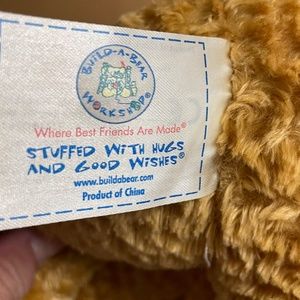 BUILD-A-BEAR
WORKSHOP®
Where Best Friends Are Made®
STUFFED WITH HUGS
AND GOOD WISHES®
www.buildabear.com
Product of China